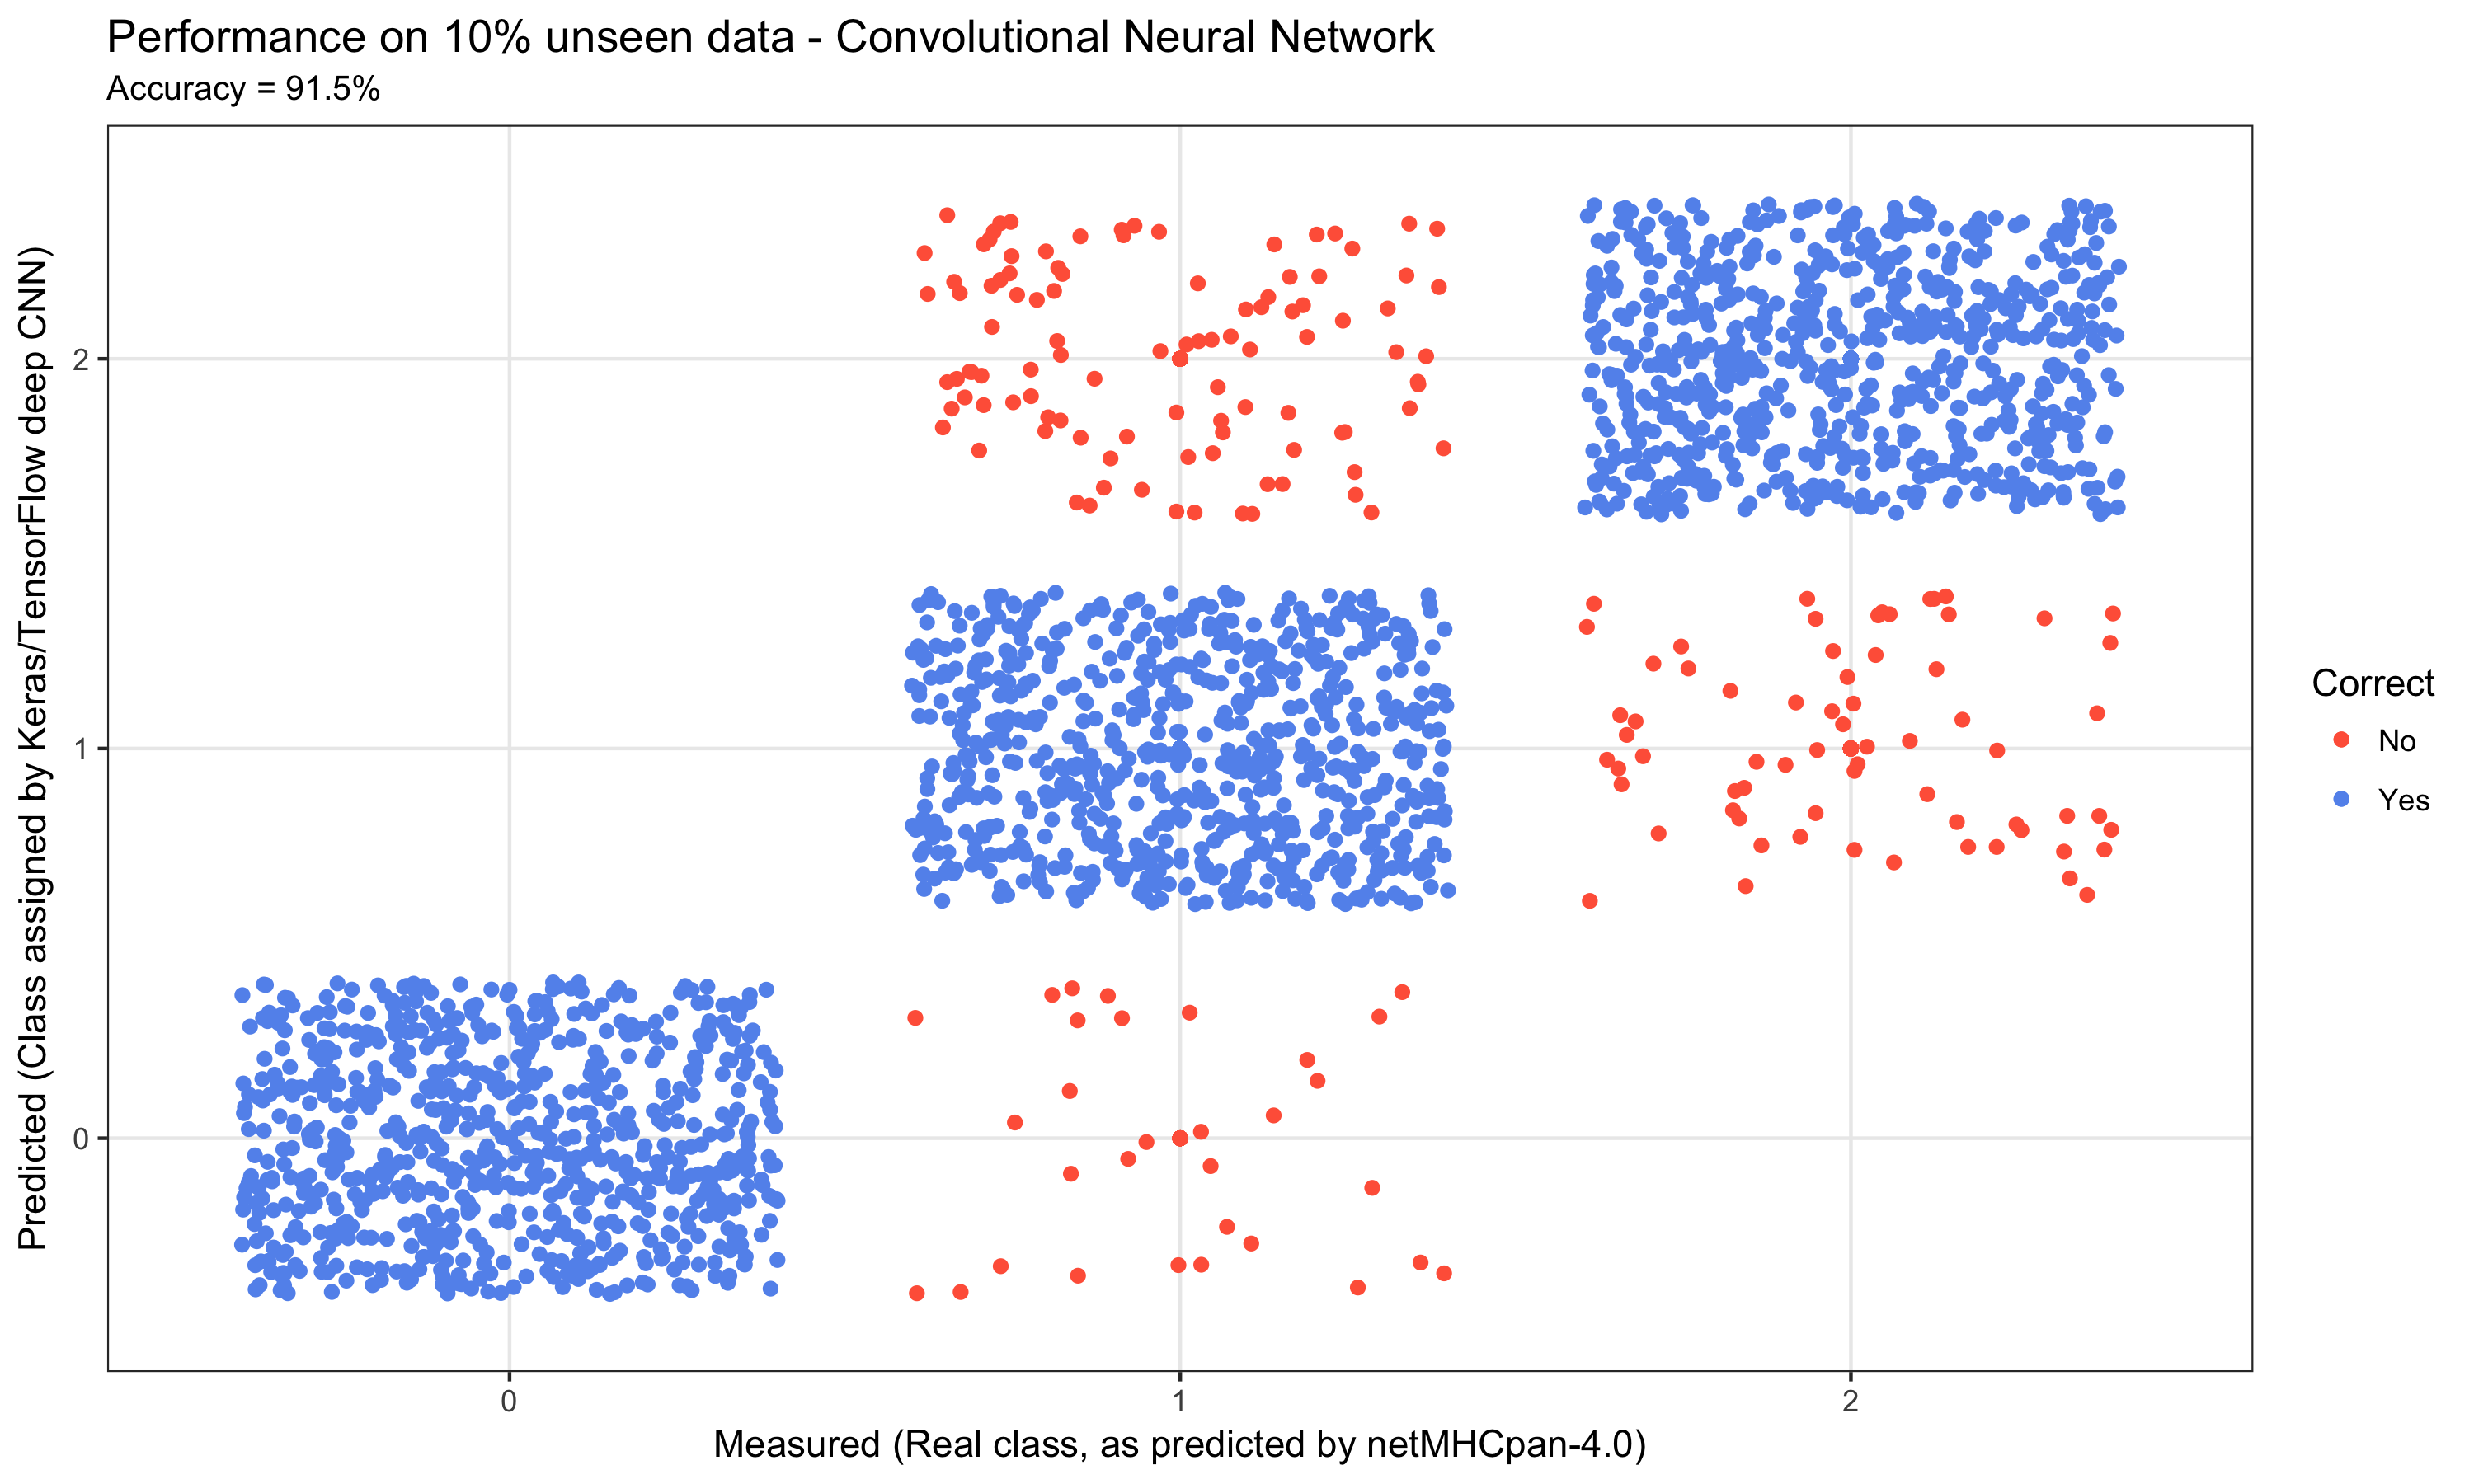 Performance on 10% unseen data - Convolutional Neural Network
Accuracy = 91.5%
Predicted (Class assigned by Keras/TensorFlow deep CNN)
2
1
0
0
1
2
Measured (Real class, as predicted by netMHCpan-4.0)
Correct
No
Yes